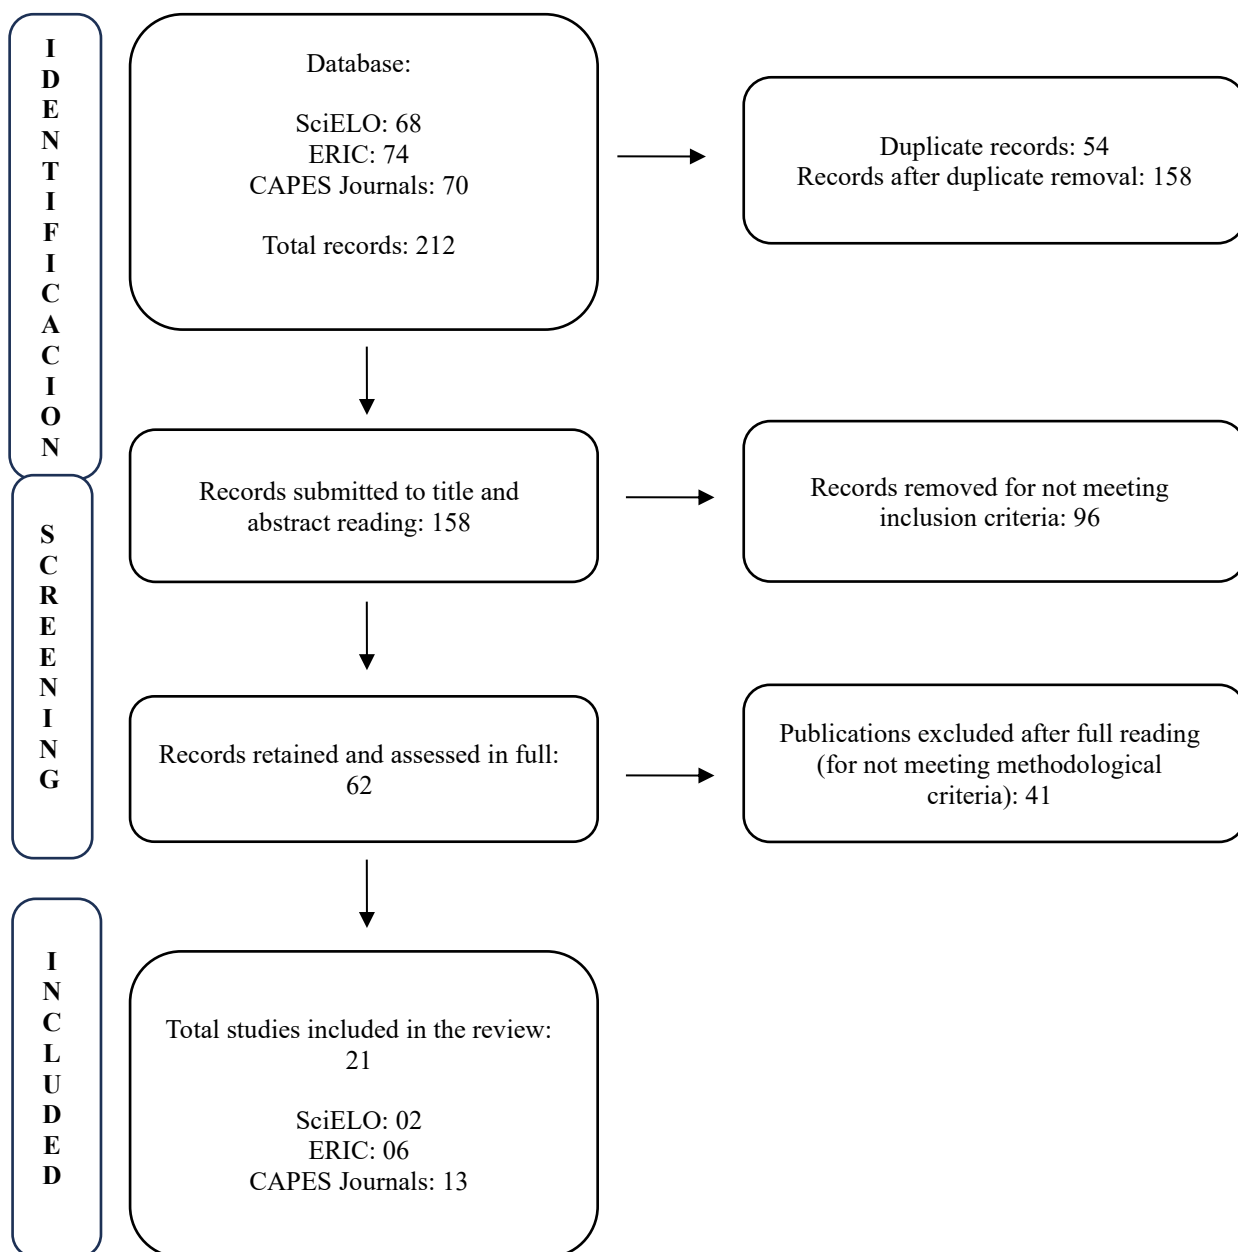 IDENTIFICACION
Database:
SciELO: 68
ERIC: 74
CAPES Journals: 70
Total records: 212
Duplicate records: 54
Records after duplicate removal: 158
SCREENING
Records submitted to title and
abstract reading: 158
Records removed for not meeting
inclusion criteria: 96
Records retained and assessed in full:
62
Publications excluded after full reading
(for not meeting methodological
criteria): 41
INCLUDED
Total studies included in the review:
21
SciELO: 02
ERIC: 06
CAPES Journals: 13